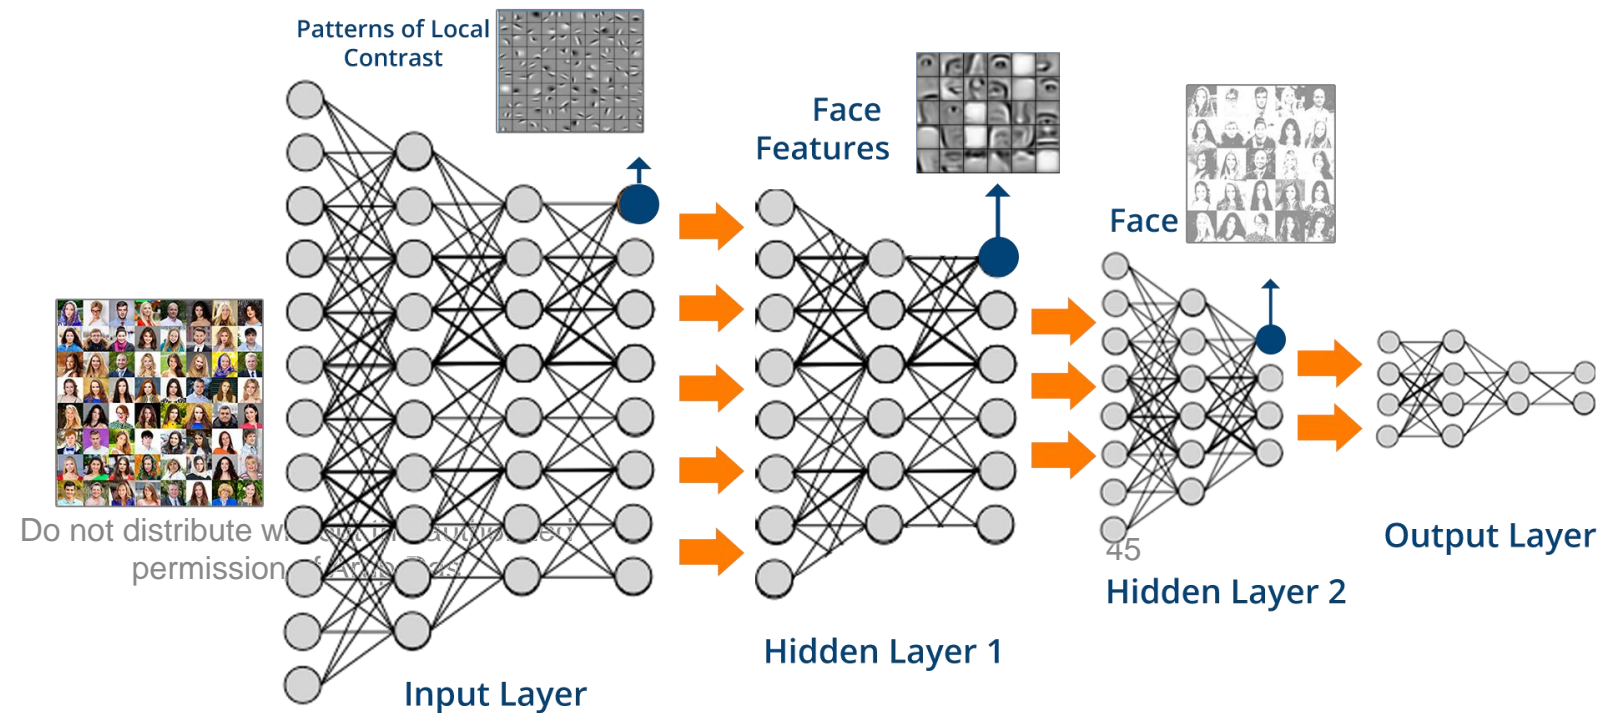 Patterns of Local
Contrast
Face
Features
Face
Do not distribute
permission
45
Input Layer
Hidden Layer 1
Hidden Layer 2
Output Layer